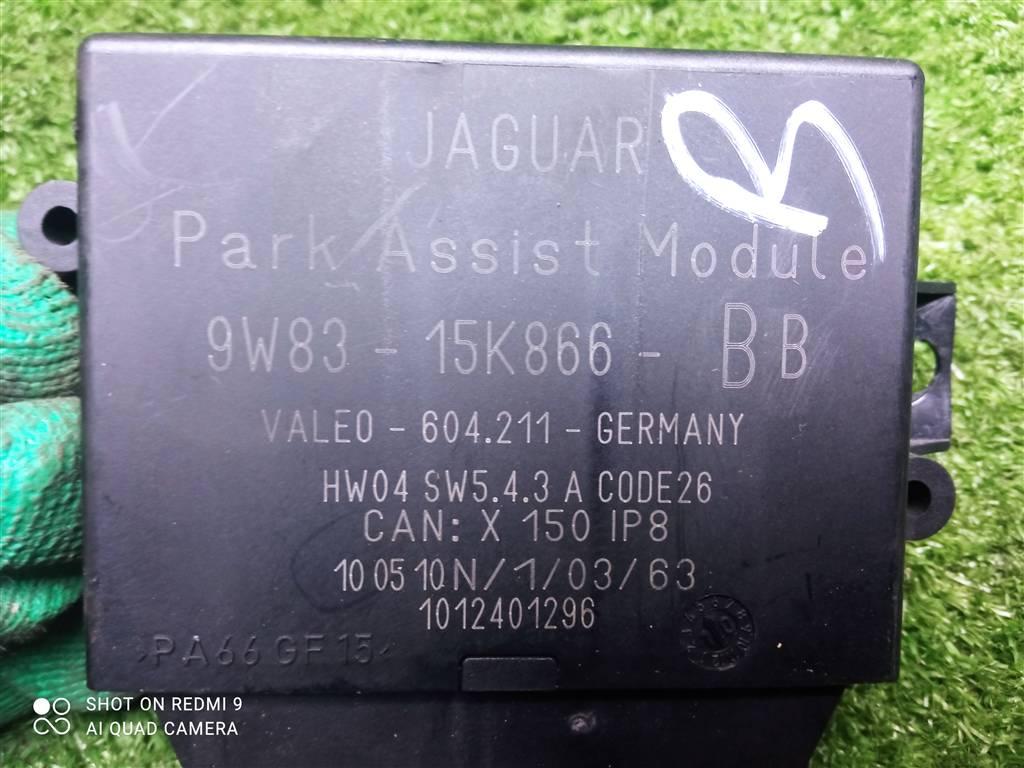 JAGUAR B
Park Assist Module
9W83 - 15K866 - BB
VALEO - 604.211 - GERMANY
HW04 SW5.4.3 A CODE26
CAN: X 150 IP8
10 05 10N/1/03/63
1012401296
>PA66 GF15<
SHOT ON REDMI 9
AI QUAD CAMERA